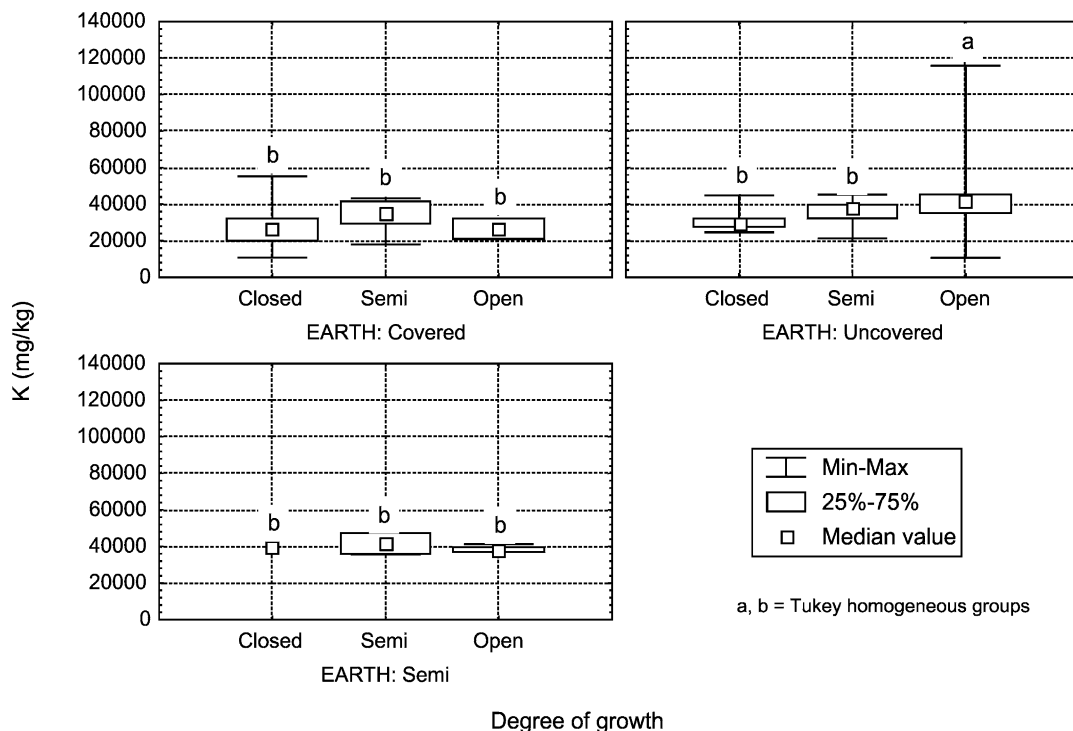 K (mg/kg)
140000
120000
100000
80000
60000
40000
20000
0
b
b
b
Closed
Semi
Open
EARTH: Covered
b
b
a
Closed
Semi
Open
EARTH: Uncovered
140000
120000
100000
80000
60000
40000
20000
0
b
b
b
Closed
Semi
Open
EARTH: Semi
Min-Max
25%-75%
Median value
a, b = Tukey homogeneous groups
Degree of growth